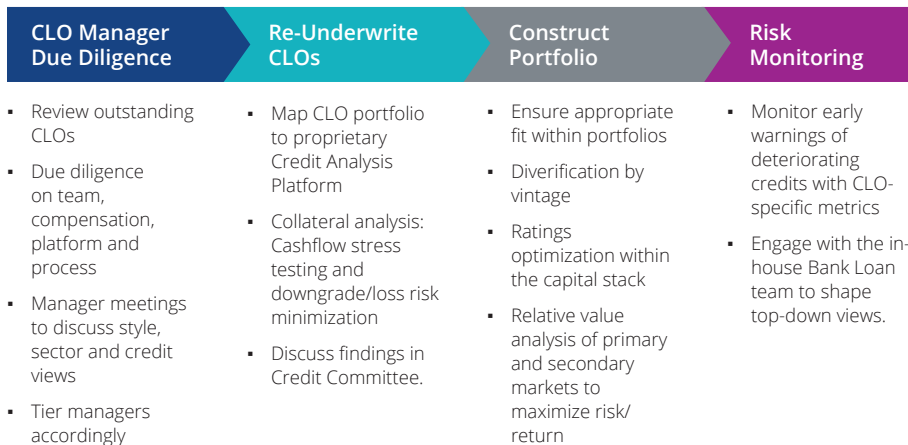 CLO Manager
Due Diligence
▪ Review outstanding
CLOs
▪ Due diligence
on team,
compensation,
platform and
process
▪ Manager meetings
to discuss style,
sector and credit
views
▪ Tier managers
accordingly
Re-Underwrite
CLOs
▪ Map CLO portfolio
to proprietary
Credit Analysis
Platform
▪ Collateral analysis:
Cashflow stress
testing and
downgrade/loss risk
minimization
▪ Discuss findings in
Credit Committee.
Construct
Portfolio
▪ Ensure appropriate
fit within portfolios
▪ Diverification by
vintage
▪ Ratings
optimization within
the capital stack
▪ Relative value
analysis of primary
and secondary
markets to
maximize risk/
return
Risk
Monitoring
▪ Monitor early
warnings of
deteriorating
credits with CLO-
specific metrics
▪ Engage with the in-
house Bank Loan
team to shape
top-down views.